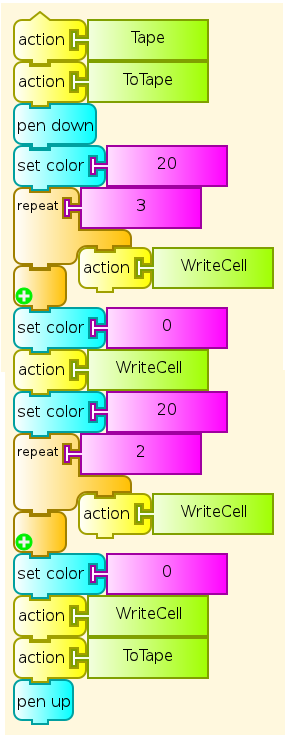 action Tape
action ToTape
pen down
set color 20
repeat 3
action WriteCell
set color 0
action WriteCell
set color 20
repeat 2
action WriteCell
set color 0
action WriteCell
action ToTape
pen up